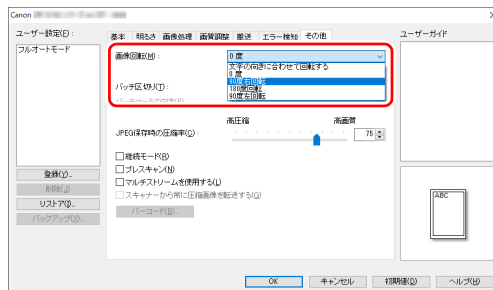 Canon
ユーザー設定(F):
フルオートモード
登録(Y)...
削除(J)
リストア(I)...
バックアップ(X)...
基本 明るさ 画像処理 画質調整 搬送 エラー検知 その他
画像回転(M):
0 度
文字の向きに合わせて回転する
0 度
90度右回転
180度回転
90度左回転
バッチ区切り(T):
高圧縮 高画質
JPEG保存時の圧縮率(C):
75
継続モード(R)
プレスキャン(N)
マルチストリームを使用する(L)
スキャナーから常に圧縮画像を転送する(G)
バーコード(B)...
ユーザーガイド
ABC
OK キャンセル 初期値(D) ヘルプ(H)